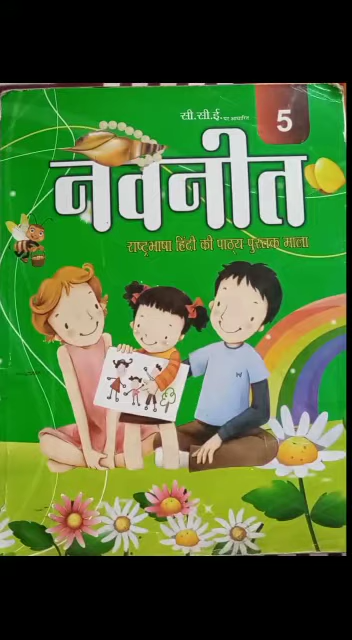 सी.सी.ई. पर आधारित
5
नवनीत
राष्ट्रभाषा हिंदी की पाठ्य पुस्तक माला